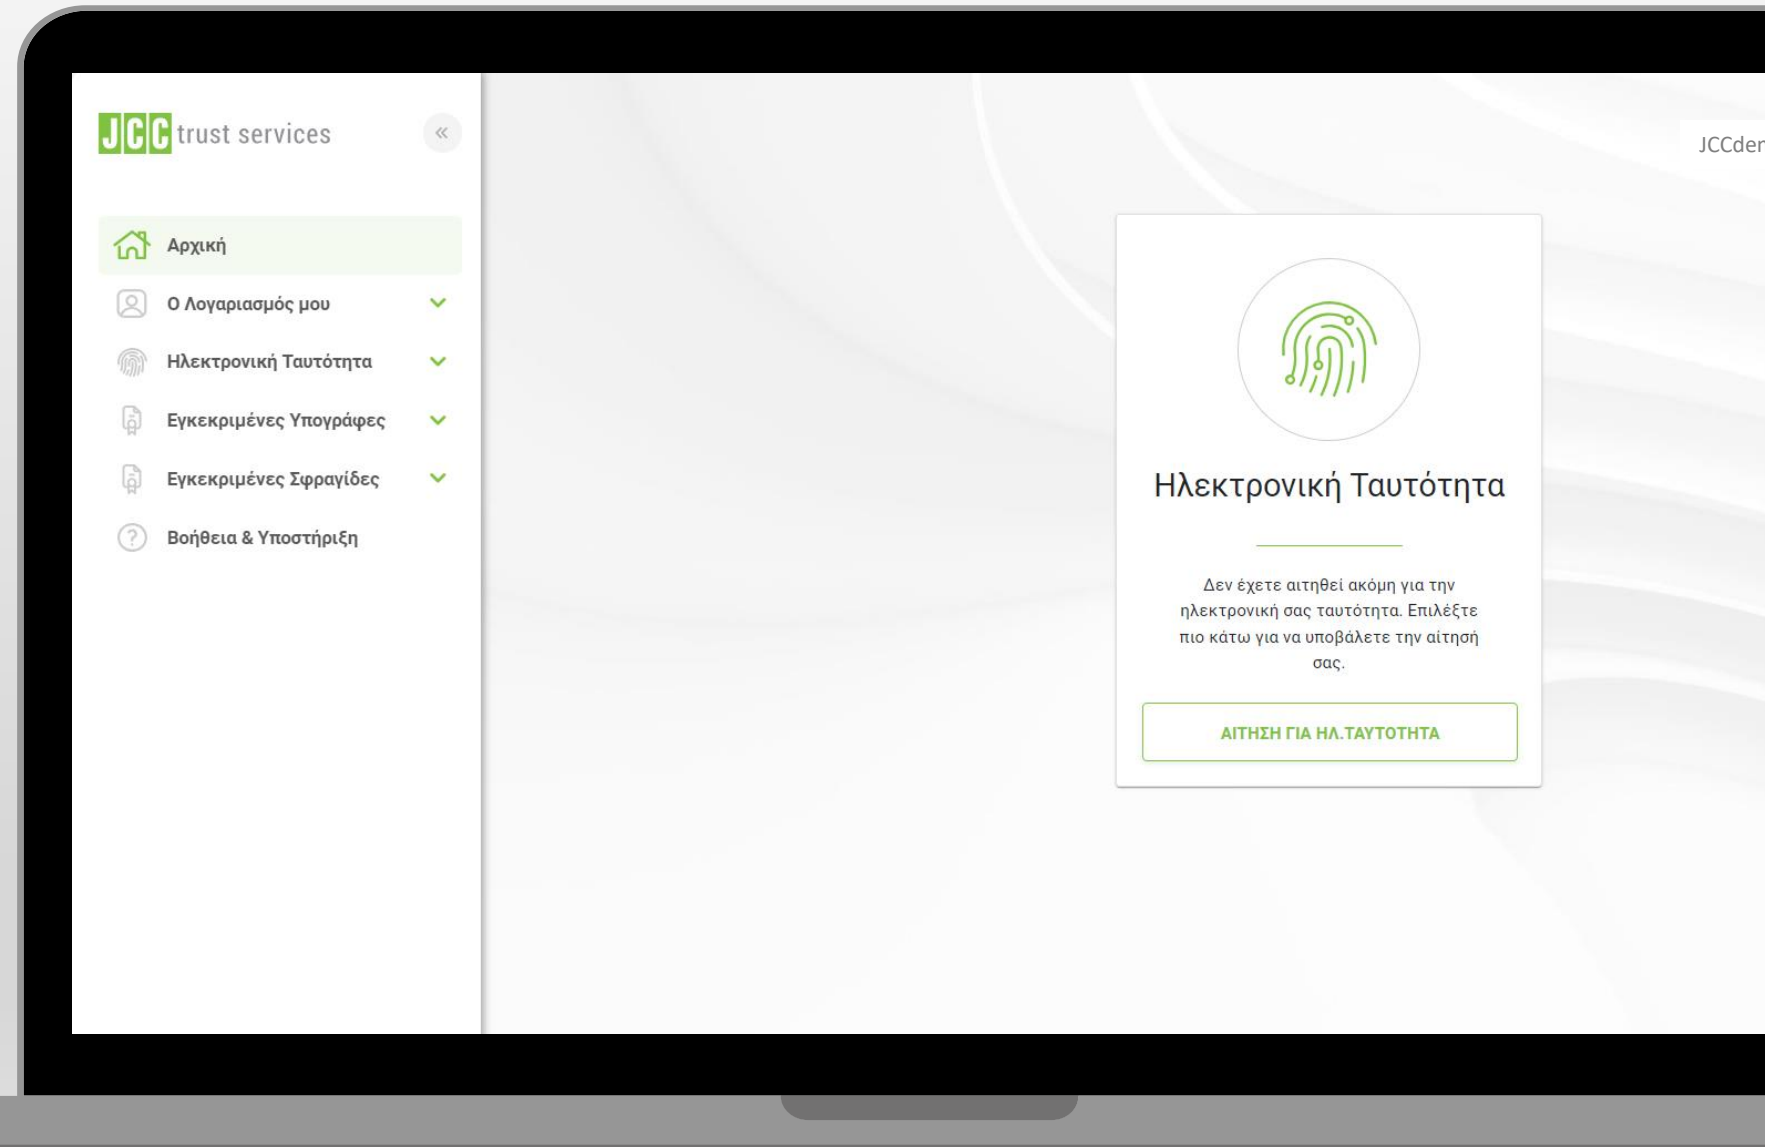 JCC trust services
Αρχική
Ο Λογαριασμός μου
Ηλεκτρονική Ταυτότητα
Εγκεκριμένες Υπογράφες
Εγκεκριμένες Σφραγίδες
Βοήθεια & Υποστήριξη
Ηλεκτρονική Ταυτότητα
Δεν έχετε αιτηθεί ακόμη για την
ηλεκτρονική σας ταυτότητα. Επιλέξτε
πιο κάτω για να υποβάλετε την αίτησή
σας.
ΑΙΤΗΣΗ ΓΙΑ ΗΛ.ΤΑΥΤΟΤΗΤΑ